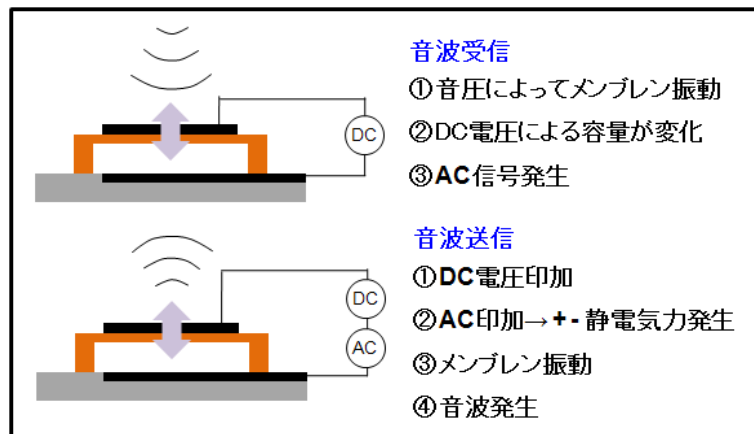 音波受信
①音圧によってメンブレン振動
②DC電圧による容量が変化
③AC信号発生
DC
音波送信
①DC電圧印加
②AC印加→+-静電気力発生
③メンブレン振動
④音波発生
DC
AC